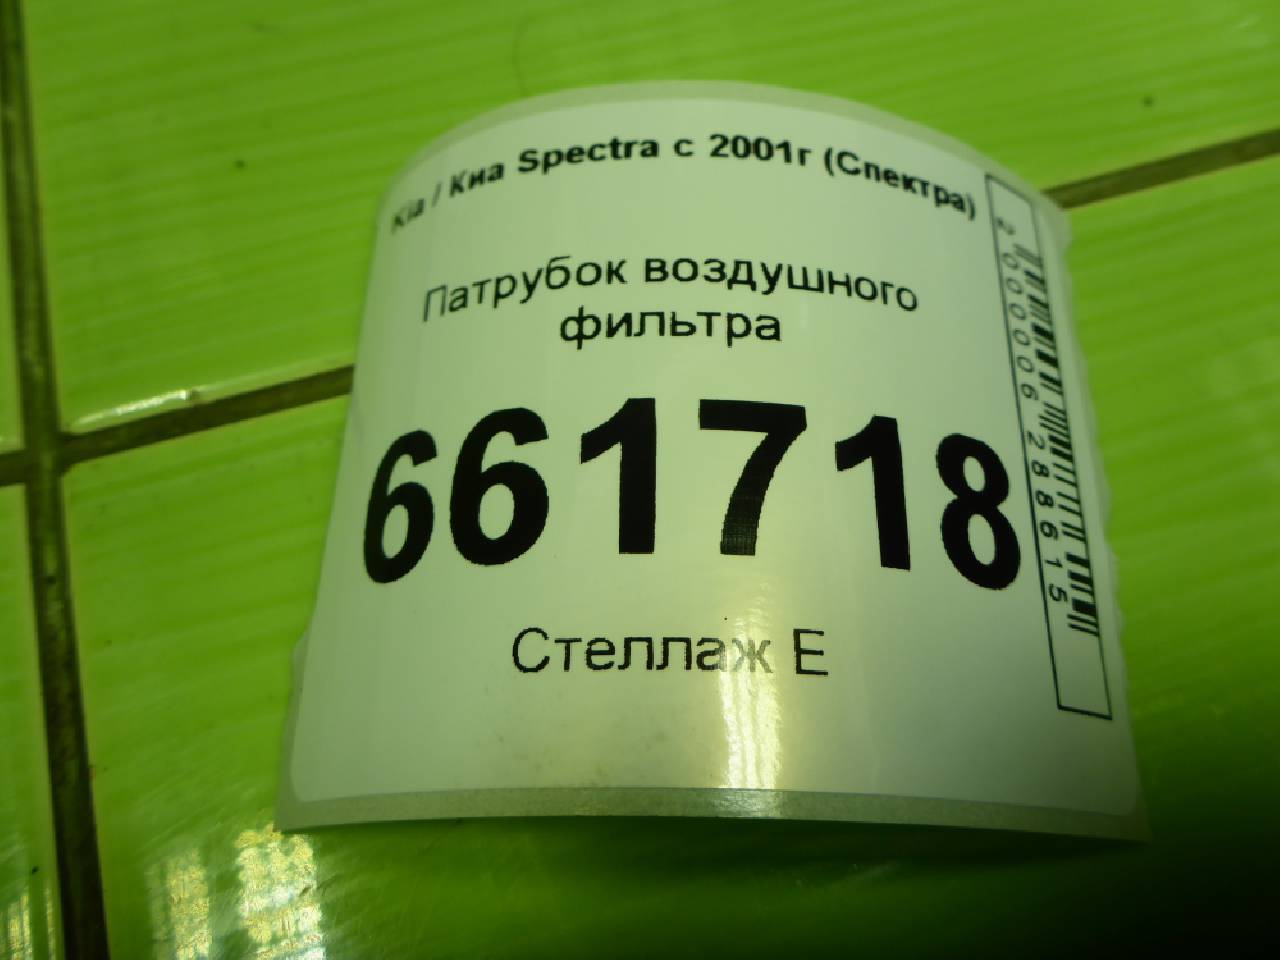 Kia / Киа Spectra с 2001г (Спектра)
Патрубок воздушного
фильтра
661718
Стеллаж Е
2000006288615